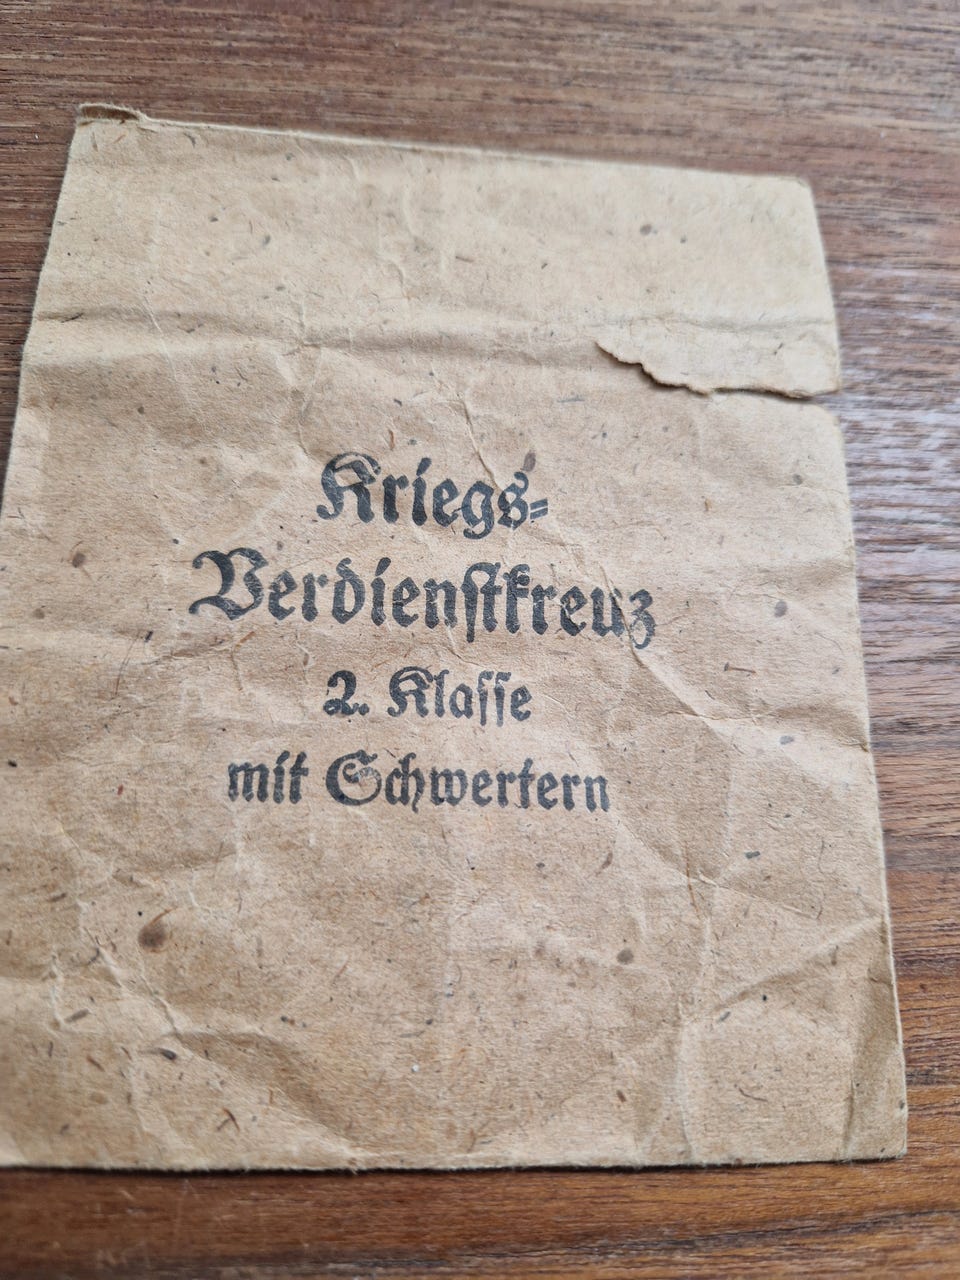 Kriegs=
Verdienstkreuz
2. Klasse
mit Schwertern